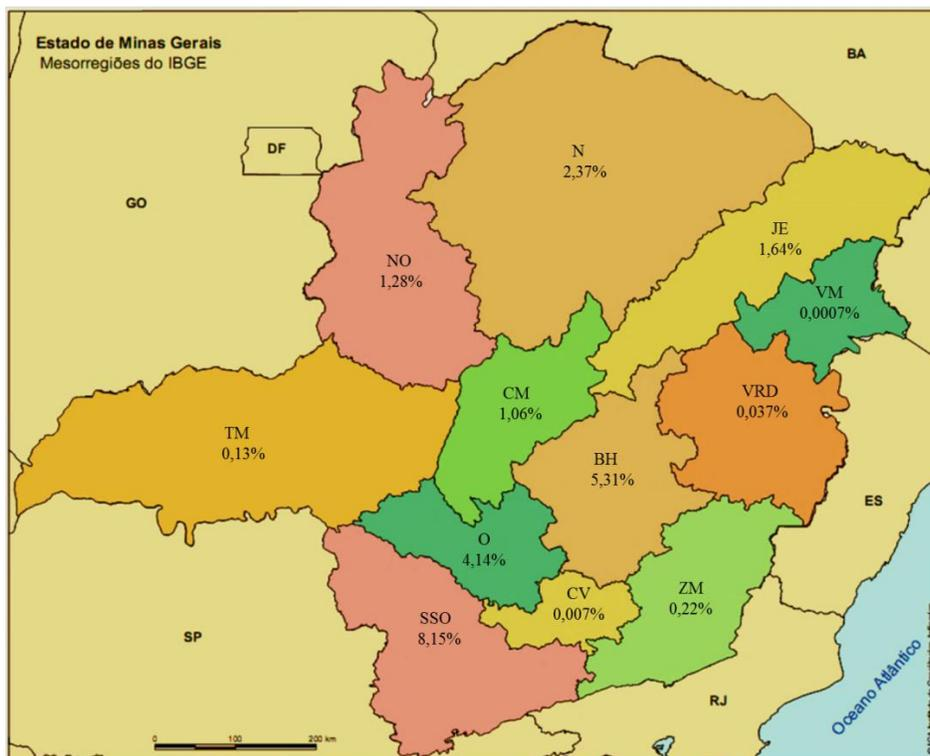 Estado de Minas Gerais
Mesorregiões do IBGE
BA
DF
N
2,37%
GO
JE
1,64%
NO
1,28%
VM
0,0007%
CM
1,06%
VRD
0,037%
TM
0,13%
BH
5,31%
ES
O
4,14%
CV
0,007%
ZM
0,22%
SSO
8,15%
SP
RJ
Oceano Atlântico
0 100 200 km